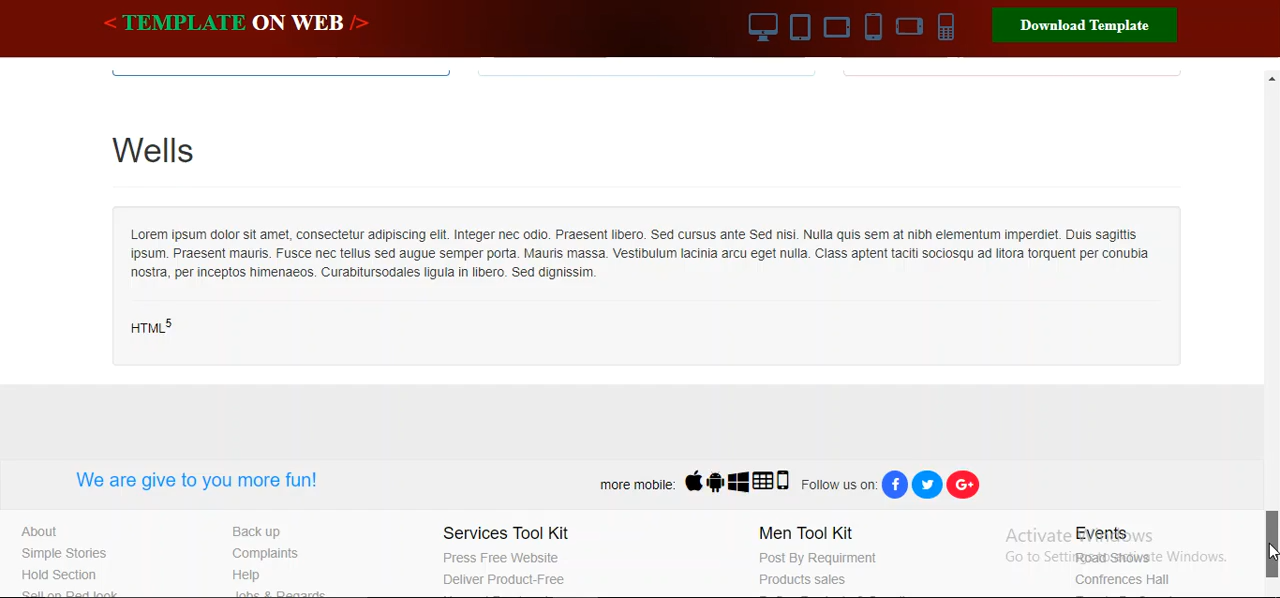 < TEMPLATE ON WEB />
Download Template
Wells
Lorem ipsum dolor sit amet, consectetur adipiscing elit. Integer nec odio. Praesent libero. Sed cursus ante Sed nisi. Nulla quis sem at nibh elementum imperdiet. Duis sagittis
ipsum. Praesent mauris. Fusce nec tellus sed augue semper porta. Mauris massa. Vestibulum lacinia arcu eget nulla. Class aptent taciti sociosqu ad litora torquent per conubia
nostra, per inceptos himenaeos. Curabitursodales ligula in libero. Sed dignissim.
HTML5
We are give to you more fun!
more mobile:
Follow us on:
f
G+
About
Simple Stories
Hold Section
Sell on Red look
Back up
Complaints
Help
Jobs & Regards
Services Tool Kit
Press Free Website
Deliver Product-Free
Men Tool Kit
Post By Requirment
Products sales
Events
Road Shows
Confrences Hall
Activate Windows
Go to Settings to activate Windows.